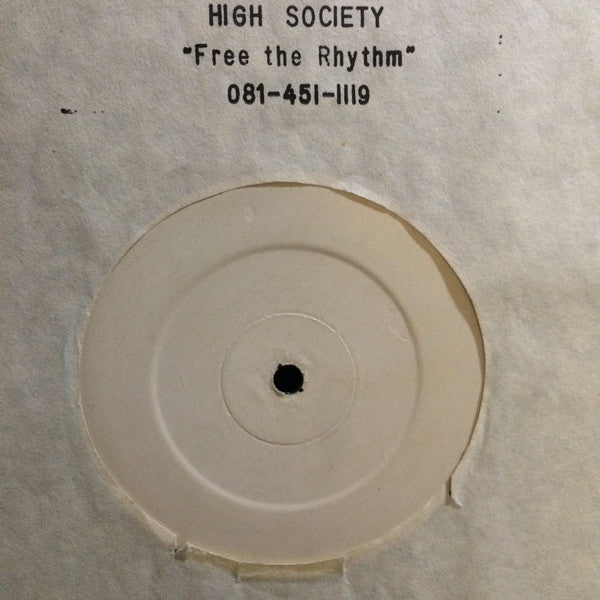 HIGH SOCIETY
"Free the Rhythm"
081-451-1119